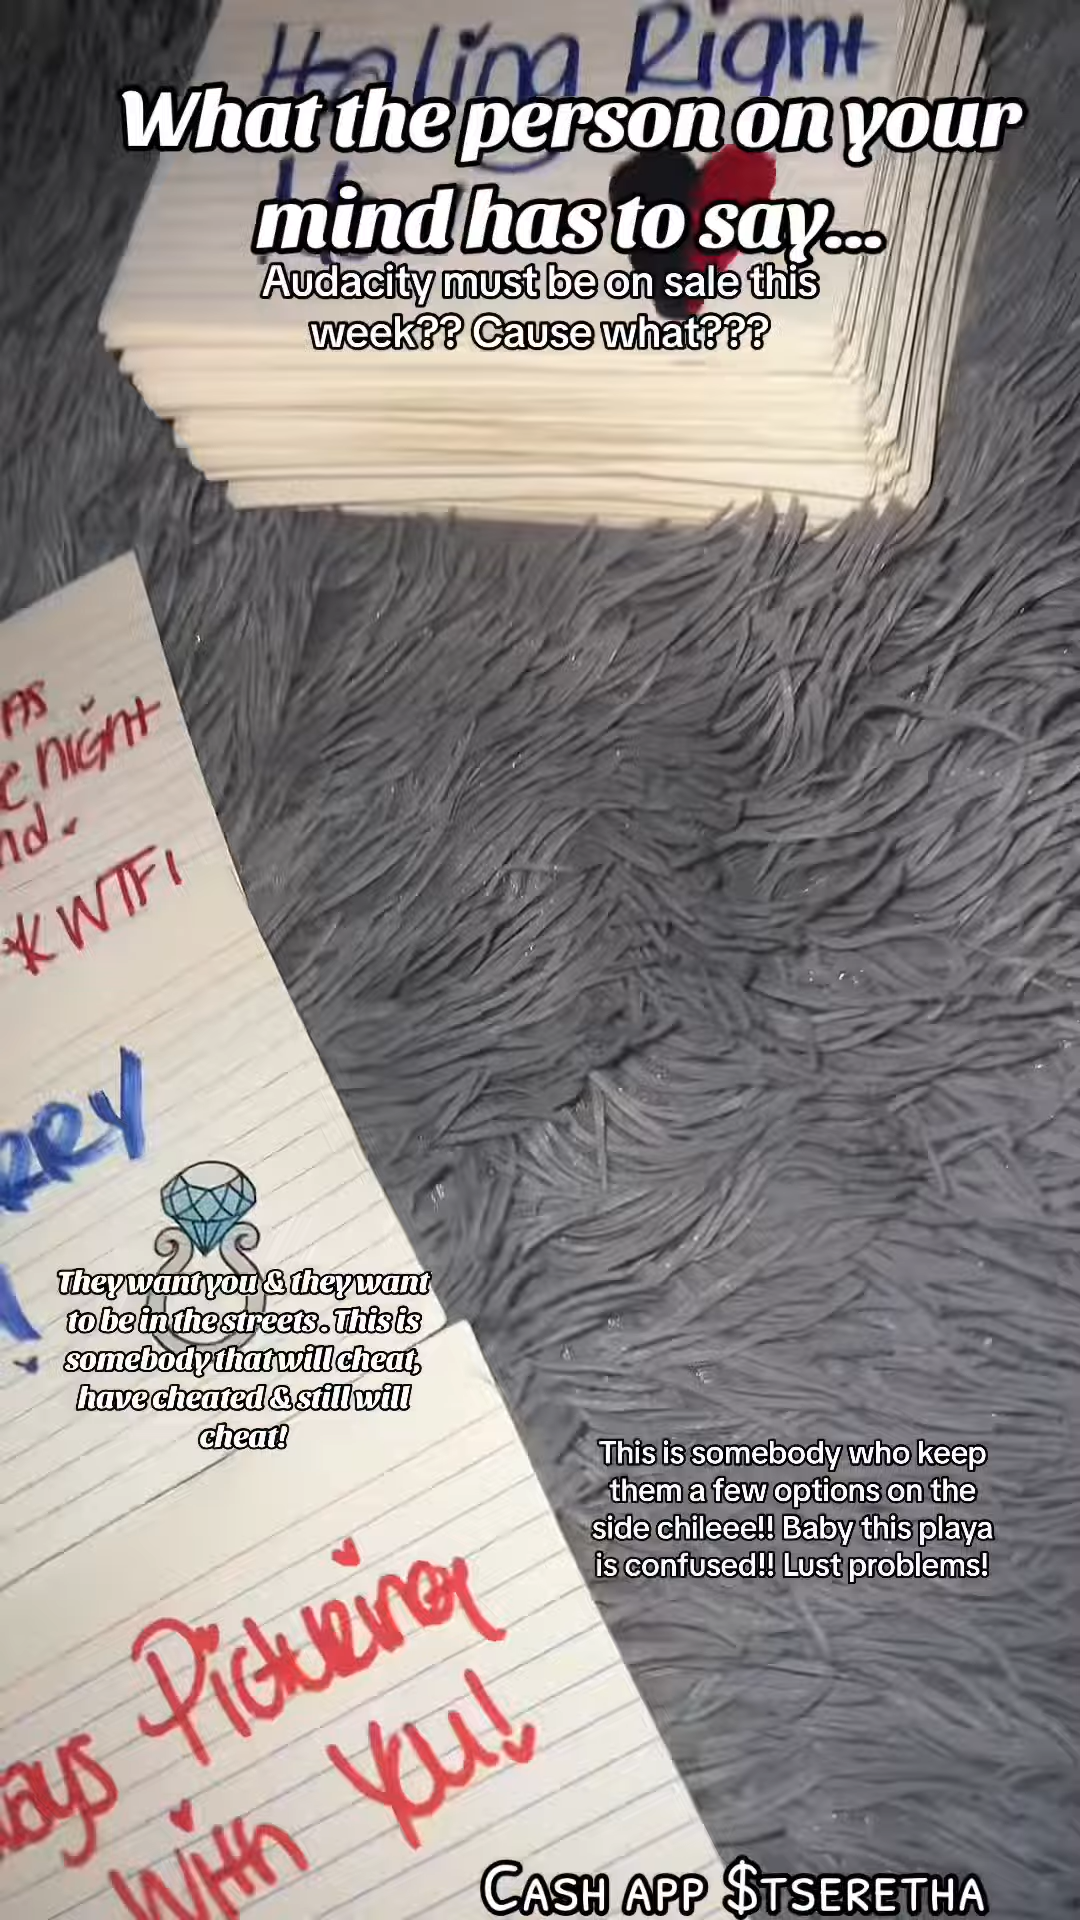 Healing Right
What the person on your
mind has to say...
Audacity must be on sale this
week?? Cause what???
night
WTF!
They want you & they want
to be in the streets . This is
somebody that will cheat,
have cheated & still will
cheat!
This is somebody who keep
them a few options on the
side chileee!! Baby this playa
is confused!! Lust problems!
Picturing
With You!
Cash app $tseretha